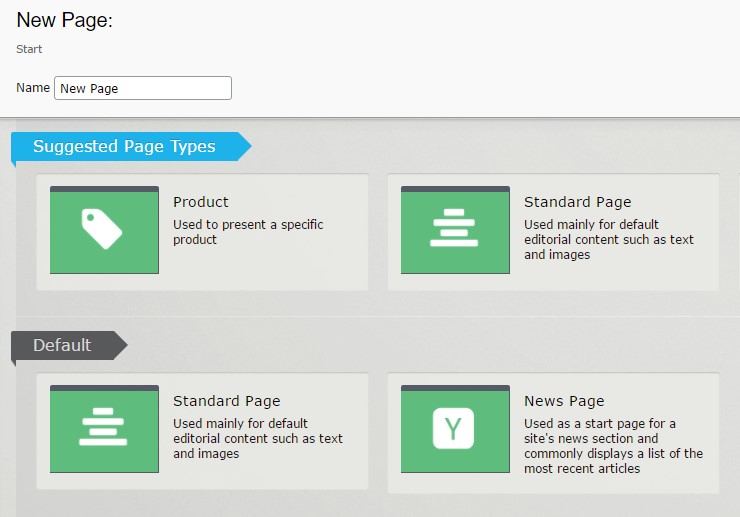 New Page:
Start
Name New Page
Suggested Page Types
Product
Used to present a specific
product
Standard Page
Used mainly for default
editorial content such as text
and images
Default
Standard Page
Used mainly for default
editorial content such as text
and images
News Page
Y
Used as a start page for a
site's news section and
commonly displays a list of the
most recent articles